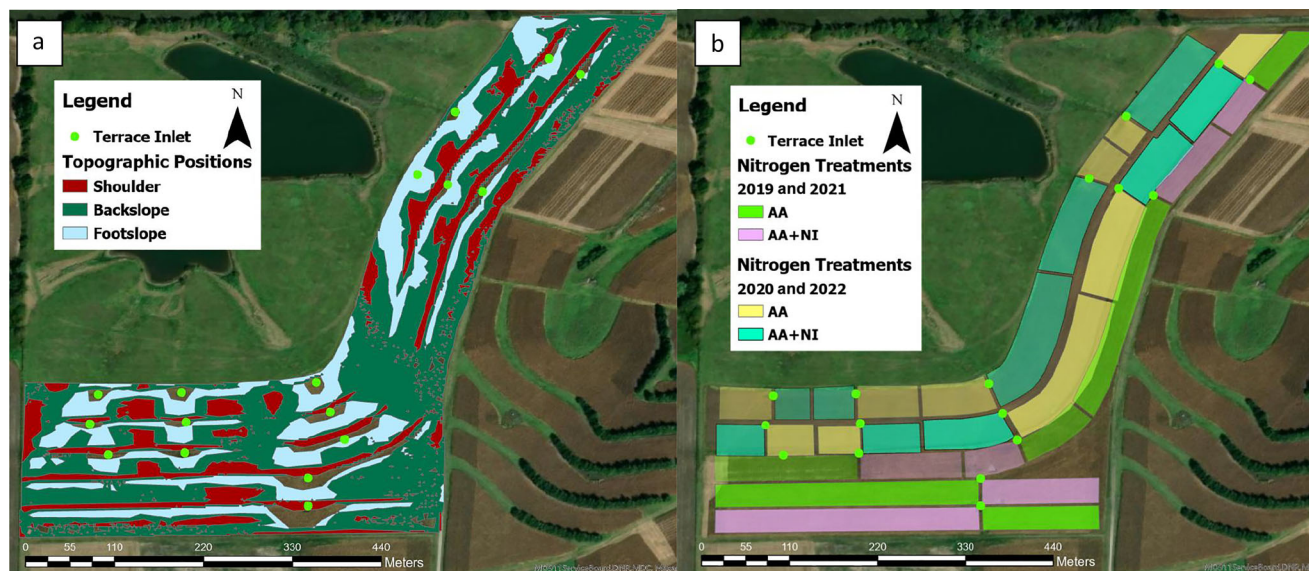 a
Legend
N
Terrace Inlet
Topographic Positions
Shoulder
Backslope
Footslope
0 55 110 220 330 440
Meters
b
Legend
N
Terrace Inlet
Nitrogen Treatments
2019 and 2021
AA
AA+NI
Nitrogen Treatments
2020 and 2022
AA
AA+NI
0 55 110 220 330 440
Meters